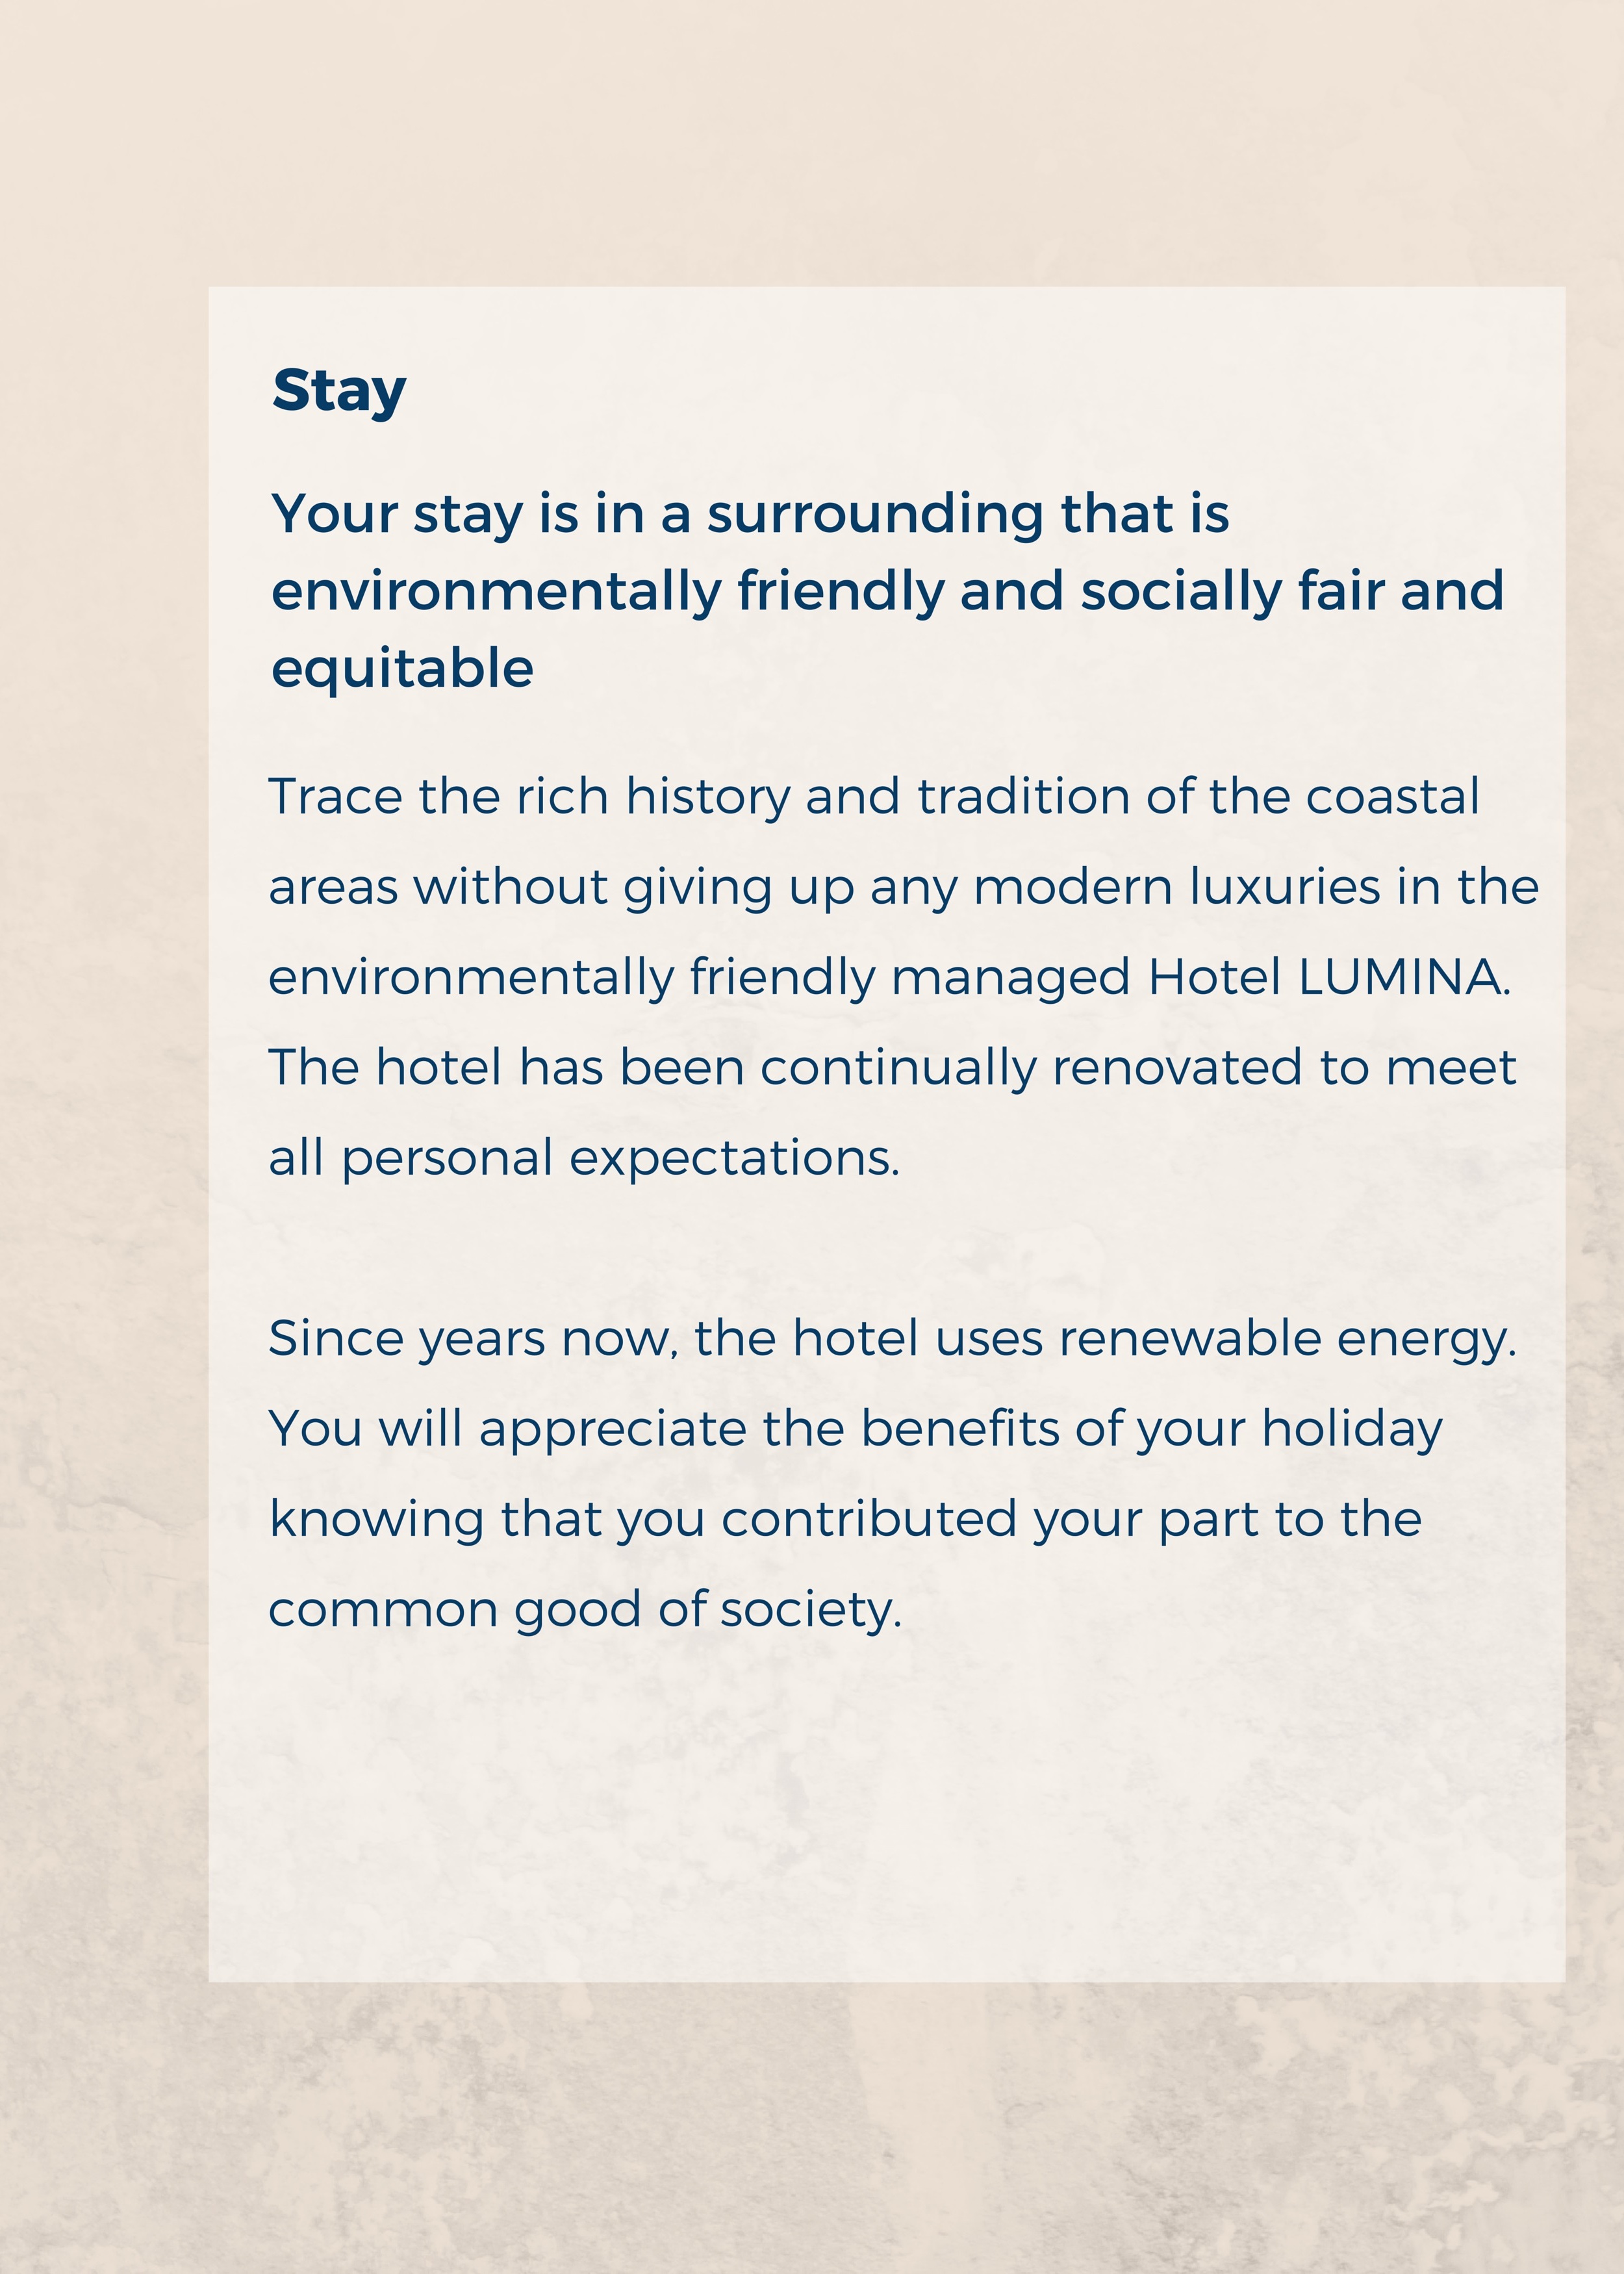 Stay
Your stay is in a surrounding that is
environmentally friendly and socially fair and
equitable
Trace the rich history and tradition of the coastal
areas without giving up any modern luxuries in the
environmentally friendly managed Hotel LUMINA.
The hotel has been continually renovated to meet
all personal expectations.
Since years now, the hotel uses renewable energy.
You will appreciate the benefits of your holiday
knowing that you contributed your part to the
common good of society.